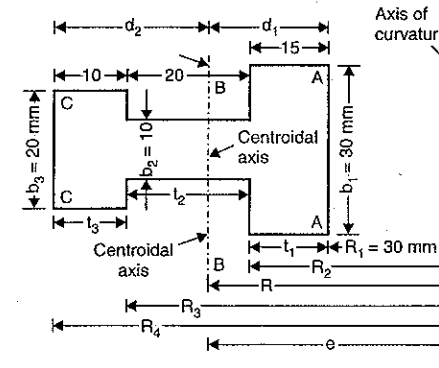 d2
d1
Axis of
curvatur
15
10
20
C
B
A
b3 = 20 mm
b2 = 10
Centroidal
axis
b1 = 30 mm
C
t2
A
t3
Centroidal
axis
B
t1
R1 = 30 mm
R2
R
R3
R4
e